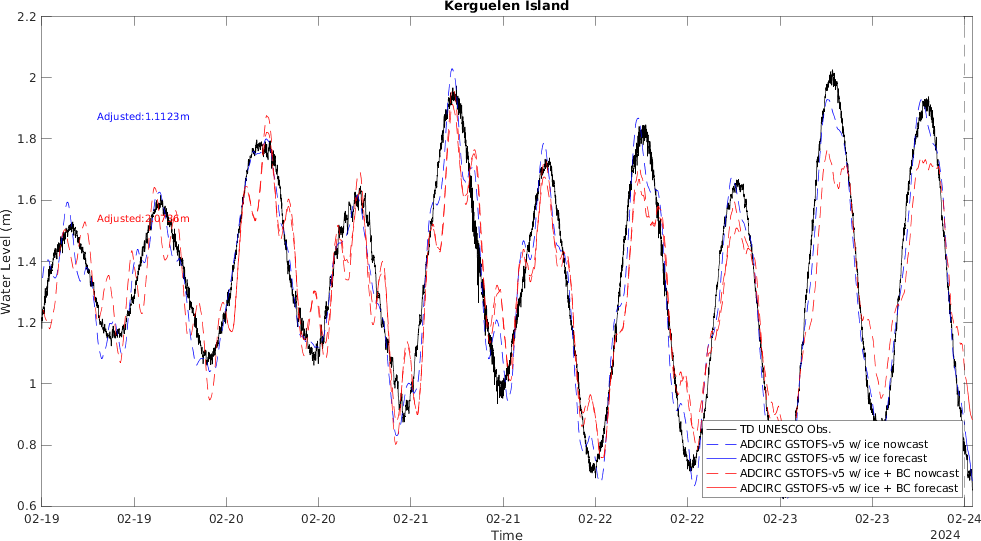 Kerguelen Island
2.2
2
1.8
1.6
1.4
1.2
1
0.8
0.6
Water Level (m)
Adjusted:1.1123m
TD UNESCO Obs.
ADCIRC GSTOFS-v5 w/ ice nowcast
ADCIRC GSTOFS-v5 w/ ice forecast
ADCIRC GSTOFS-v5 w/ ice + BC nowcast
ADCIRC GSTOFS-v5 w/ ice + BC forecast
02-19 02-19 02-20 02-20 02-21 02-21 02-22 02-22 02-23 02-23 02-24
Time
2024